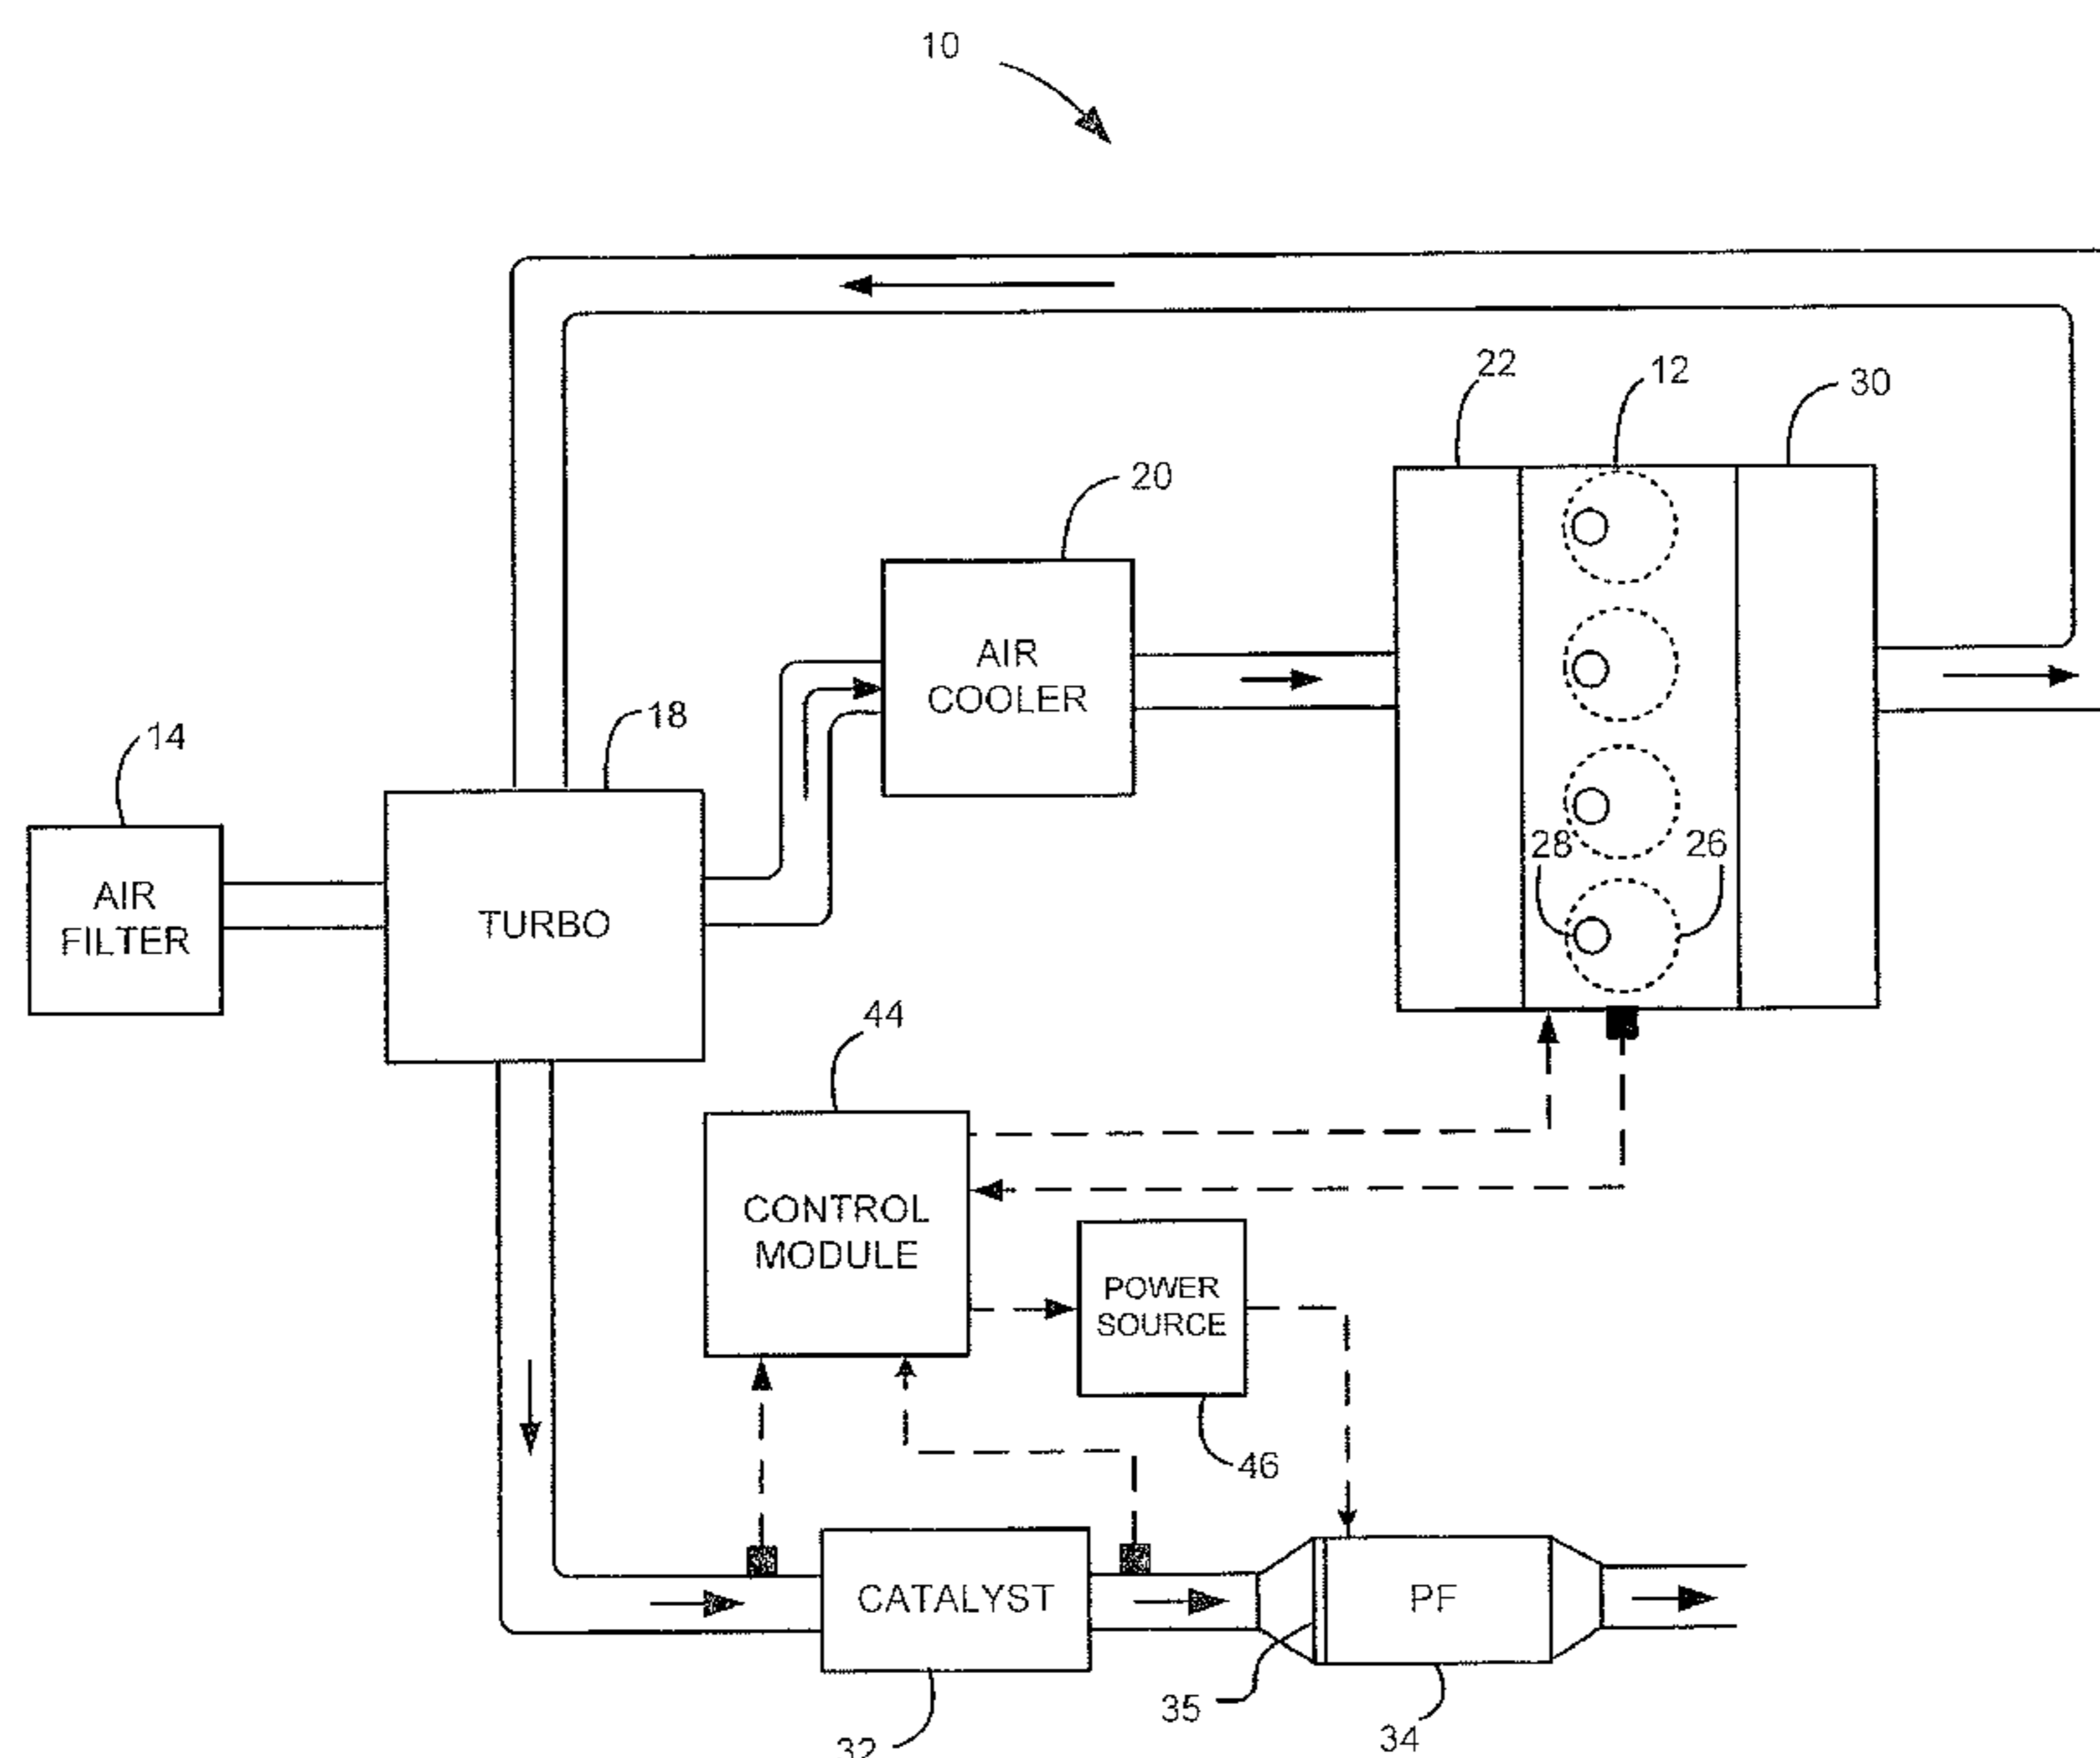 10
22
12
30
20
AIR
COOLER
18
14
AIR
FILTER
TURBO
28
26
44
CONTROL
MODULE
POWER
SOURCE
46
CATALYST
PF
35
34
32